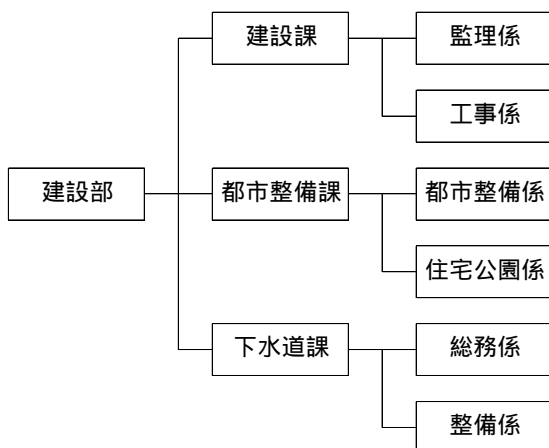 建設部
建設課
監理係
工事係
都市整備課
都市整備係
住宅公園係
下水道課
総務係
整備係